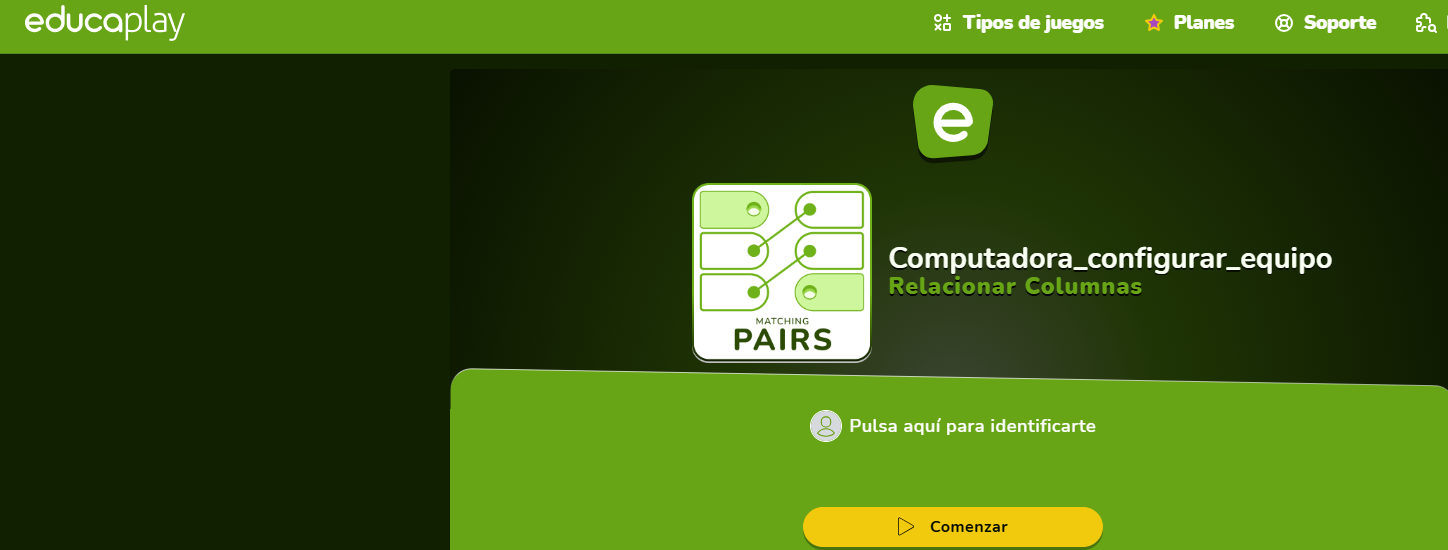 educaplay
Tipos de juegos
Planes
Soporte
e
Computadora_configurar_equipo
Relacionar Columnas
MATCHING
PAIRS
Pulsa aquí para identificarte
Comenzar